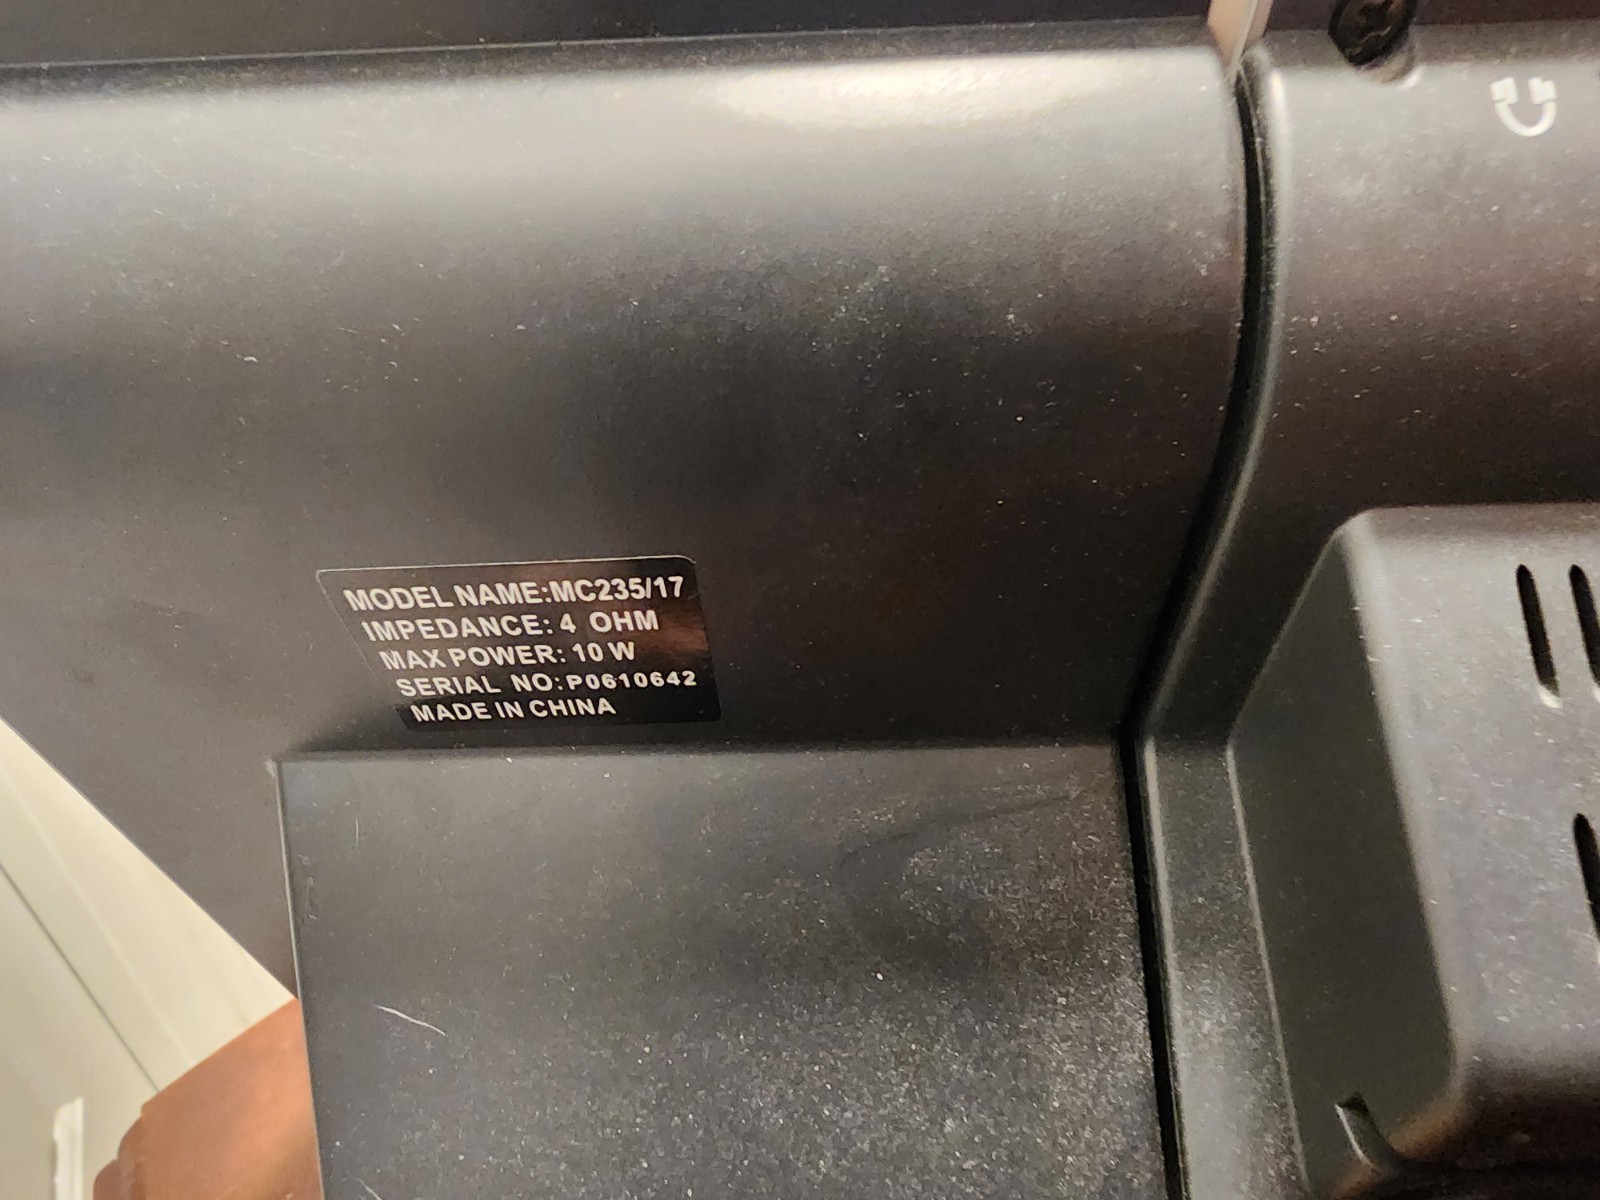 MODEL NAME:MC235/17
IMPEDANCE: 4 OHM
MAX POWER: 10 W
SERIAL NO:P0610642
MADE IN CHINA